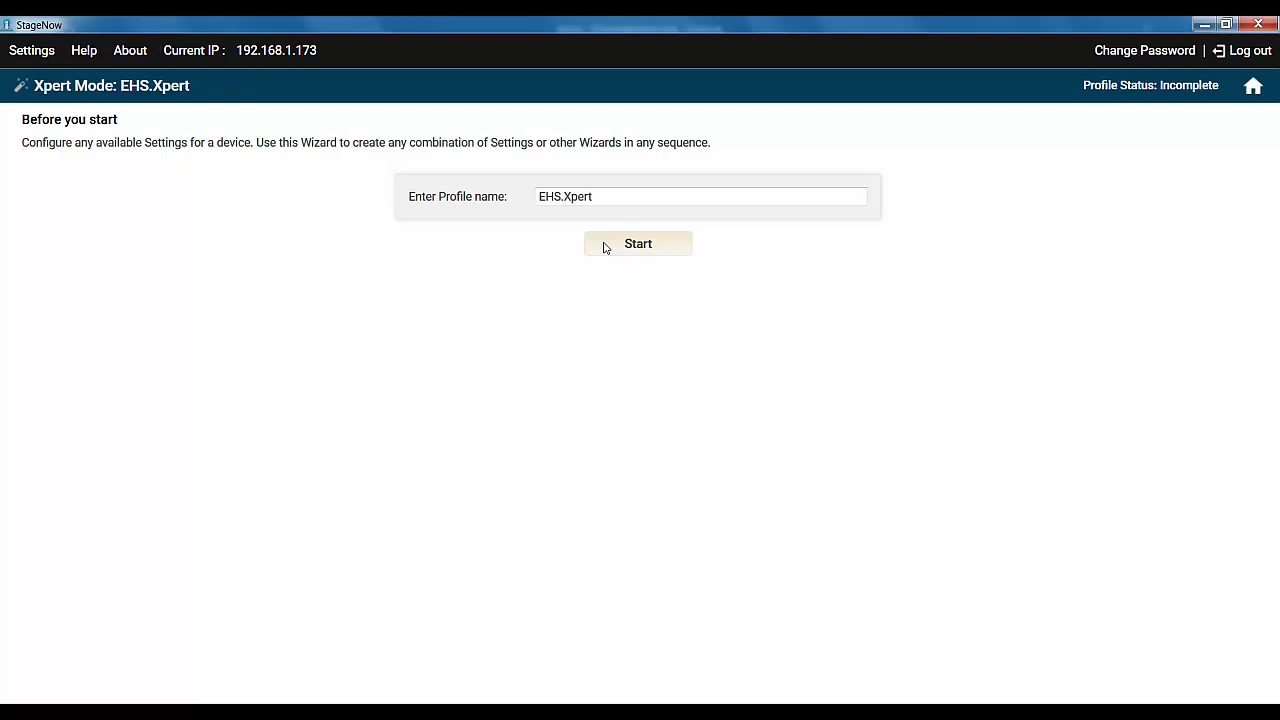 StageNow
Settings Help About Current IP : 192.168.1.173 Change Password | Log out
Xpert Mode: EHS.Xpert Profile Status: Incomplete
Before you start
Configure any available Settings for a device. Use this Wizard to create any combination of Settings or other Wizards in any sequence.
Enter Profile name: EHS.Xpert
Start